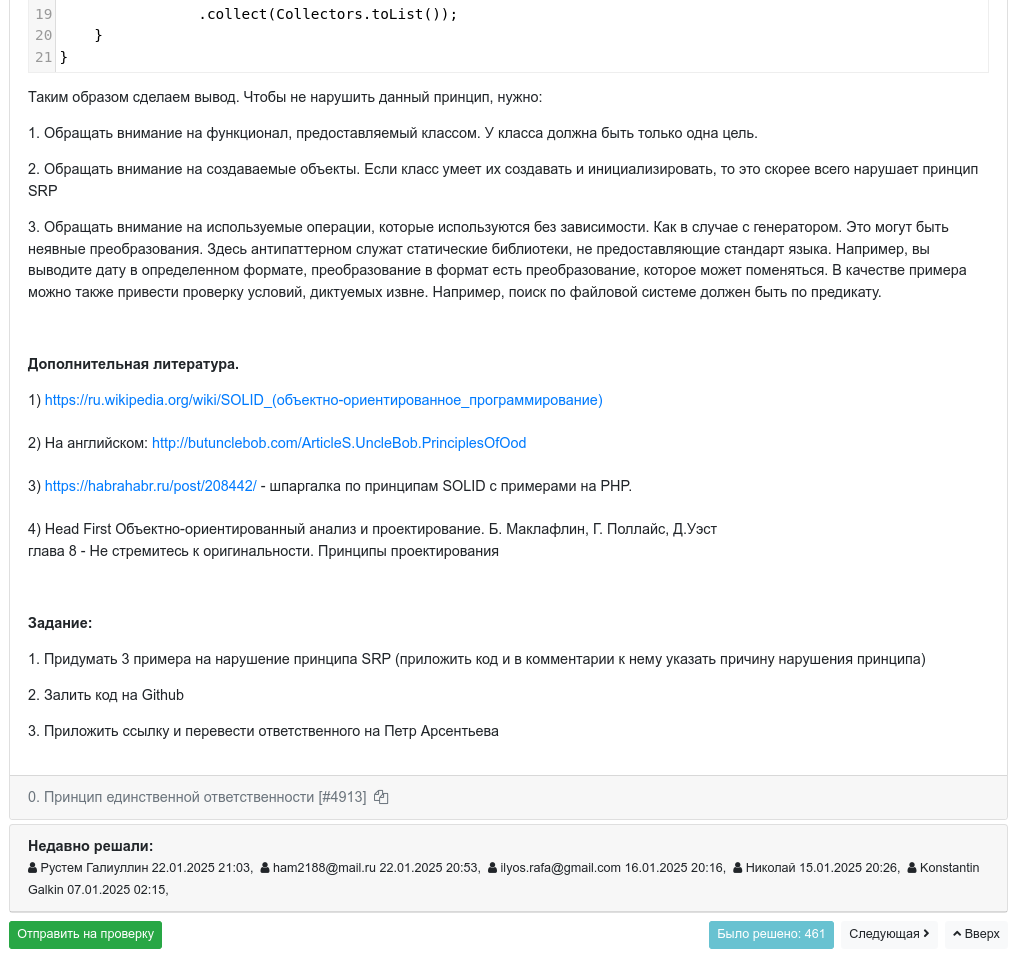 19 .collect(Collectors.toList());
20 }
21 }
Таким образом сделаем вывод. Чтобы не нарушить данный принцип, нужно:
1. Обращать внимание на функционал, предоставляемый классом. У класса должна быть только одна цель.
2. Обращать внимание на создаваемые объекты. Если класс умеет их создавать и инициализировать, то это скорее всего нарушает принцип
SRP
3. Обращать внимание на используемые операции, которые используются без зависимости. Как в случае с генератором. Это могут быть
неявные преобразования. Здесь антипаттерном служат статические библиотеки, не предоставляющие стандарт языка. Например, вы
выводите дату в определенном формате, преобразование в формат есть преобразование, которое может поменяться. В качестве примера
можно также привести проверку условий, диктуемых извне. Например, поиск по файловой системе должен быть по предикату.
Дополнительная литература.
1) https://ru.wikipedia.org/wiki/SOLID_(объектно-ориентированное_программирование)
2) На английском: http://butunclebob.com/ArticleS.UncleBob.PrinciplesOfOod
3) https://habrahabr.ru/post/208442/ - шпаргалка по принципам SOLID с примерами на PHP.
4) Head First Объектно-ориентированный анализ и проектирование. Б. Маклафлин, Г. Поллайс, Д.Уэст
глава 8 - Не стремитесь к оригинальности. Принципы проектирования
Задание:
1. Придумать 3 примера на нарушение принципа SRP (приложить код и в комментарии к нему указать причину нарушения принципа)
2. Залить код на Github
3. Приложить ссылку и перевести ответственного на Петр Арсентьева
0. Принцип единственной ответственности [#4913]
Недавно решали:
Рустем Галиуллин 22.01.2025 21:03, ham2188@mail.ru 22.01.2025 20:53, ilyos.rafa@gmail.com 16.01.2025 20:16, Николай 15.01.2025 20:26, Konstantin
Galkin 07.01.2025 02:15,
Отправить на проверку Было решено: 461 Следующая Вверх